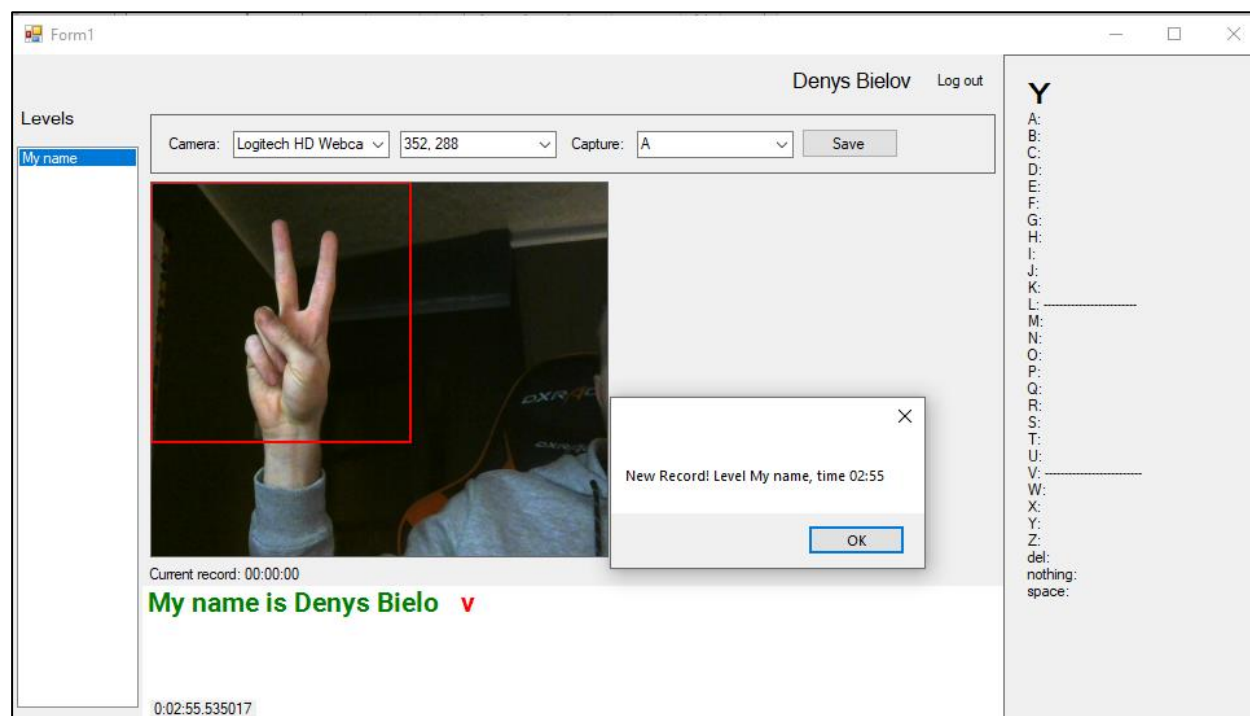 Form1
Denys Bielov Log out
Levels
My name
Camera: Logitech HD Webca 352, 288 Capture: A Save
DXRAC
New Record! Level My name, time 02:55
OK
Current record: 00:00:00
My name is Denys Bielo v
0:02:55.535017
Y
A:
B:
C:
D:
E:
F:
G:
H:
I:
J:
K:
L: ------------------------
M:
N:
O:
P:
Q:
R:
S:
T:
U:
V: -------------------------
W:
X:
Y:
Z:
del:
nothing:
space: